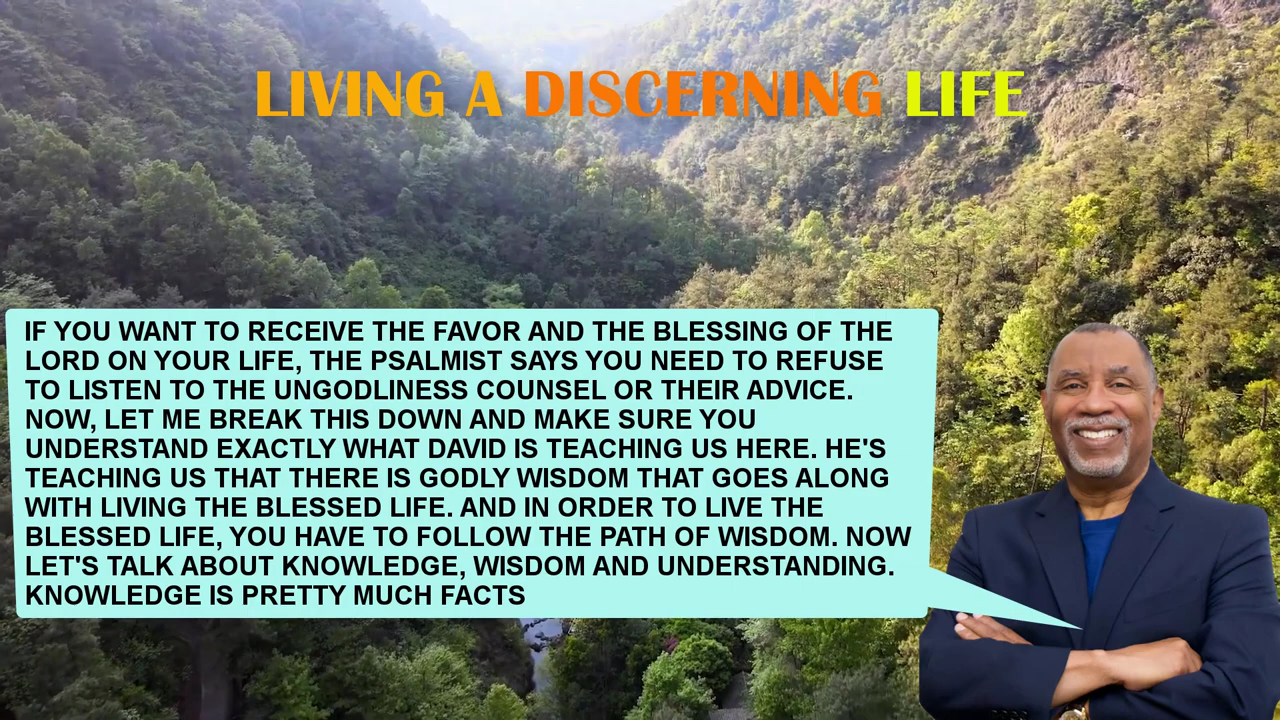 LIVING A DISCERNING LIFE
IF YOU WANT TO RECEIVE THE FAVOR AND THE BLESSING OF THE
LORD ON YOUR LIFE, THE PSALMIST SAYS YOU NEED TO REFUSE
TO LISTEN TO THE UNGODLINESS COUNSEL OR THEIR ADVICE.
NOW, LET ME BREAK THIS DOWN AND MAKE SURE YOU
UNDERSTAND EXACTLY WHAT DAVID IS TEACHING US HERE. HE'S
TEACHING US THAT THERE IS GODLY WISDOM THAT GOES ALONG
WITH LIVING THE BLESSED LIFE. AND IN ORDER TO LIVE THE
BLESSED LIFE, YOU HAVE TO FOLLOW THE PATH OF WISDOM. NOW
LET'S TALK ABOUT KNOWLEDGE, WISDOM AND UNDERSTANDING.
KNOWLEDGE IS PRETTY MUCH FACTS